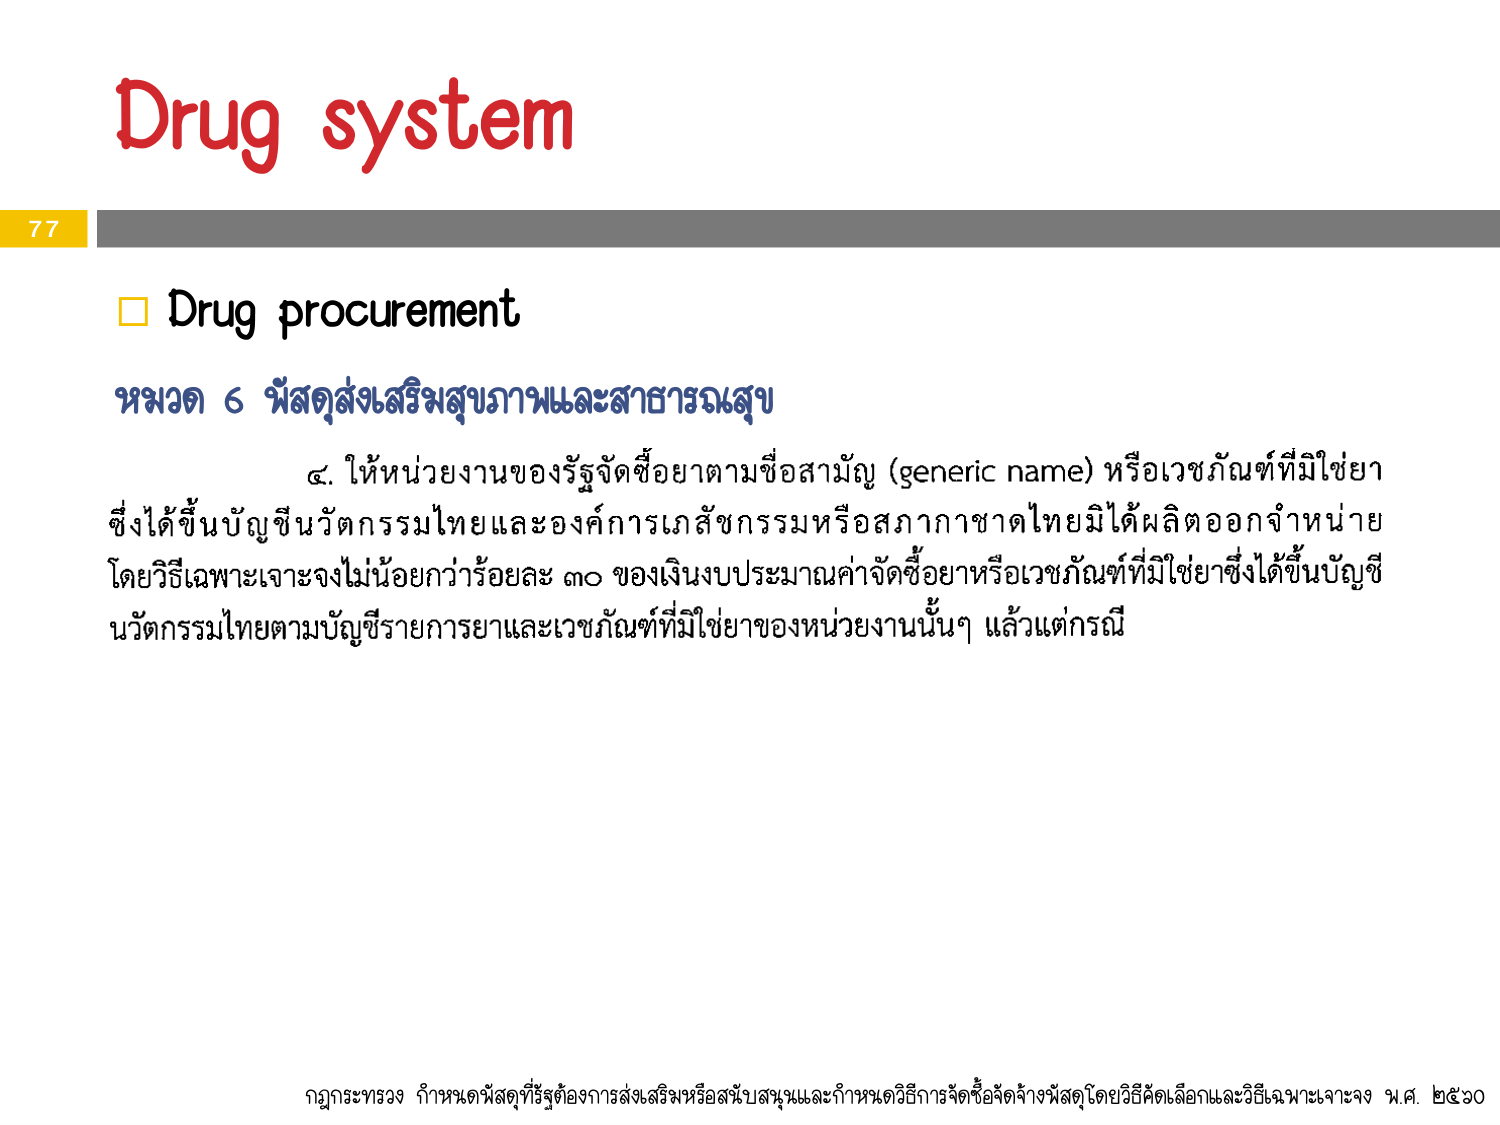 Drug system
77
Drug procurement
หมวด 6 พัสดุส่งเสริมสุขภาพและสาธารณสุข
๔. ให้หน่วยงานของรัฐจัดซื้อยาตามชื่อสามัญ (generic name) หรือเวชภัณฑ์ที่มิใช่ยา
ซึ่งได้ขึ้นบัญชีนวัตกรรมไทยและองค์การเภสัชกรรมหรือสภากาชาดไทยมิได้ผลิตออกจำหน่าย
โดยวิธีเฉพาะเจาะจงไม่น้อยกว่าร้อยละ ๓๐ ของเงินงบประมาณค่าจัดซื้อยาหรือเวชภัณฑ์ที่มิใช่ยาซึ่งได้ขึ้นบัญชี
นวัตกรรมไทยตามบัญชีรายการยาและเวชภัณฑ์ที่มิใช่ยาของหน่วยงานนั้นๆ แล้วแต่กรณี
กฎกระทรวง กำหนดพัสดุที่รัฐต้องการส่งเสริมหรือสนับสนุนและกำหนดวิธีการจัดซื้อจัดจ้างพัสดุโดยวิธีคัดเลือกและวิธีเฉพาะเจาะจง พ.ศ. ๒๕๖๐